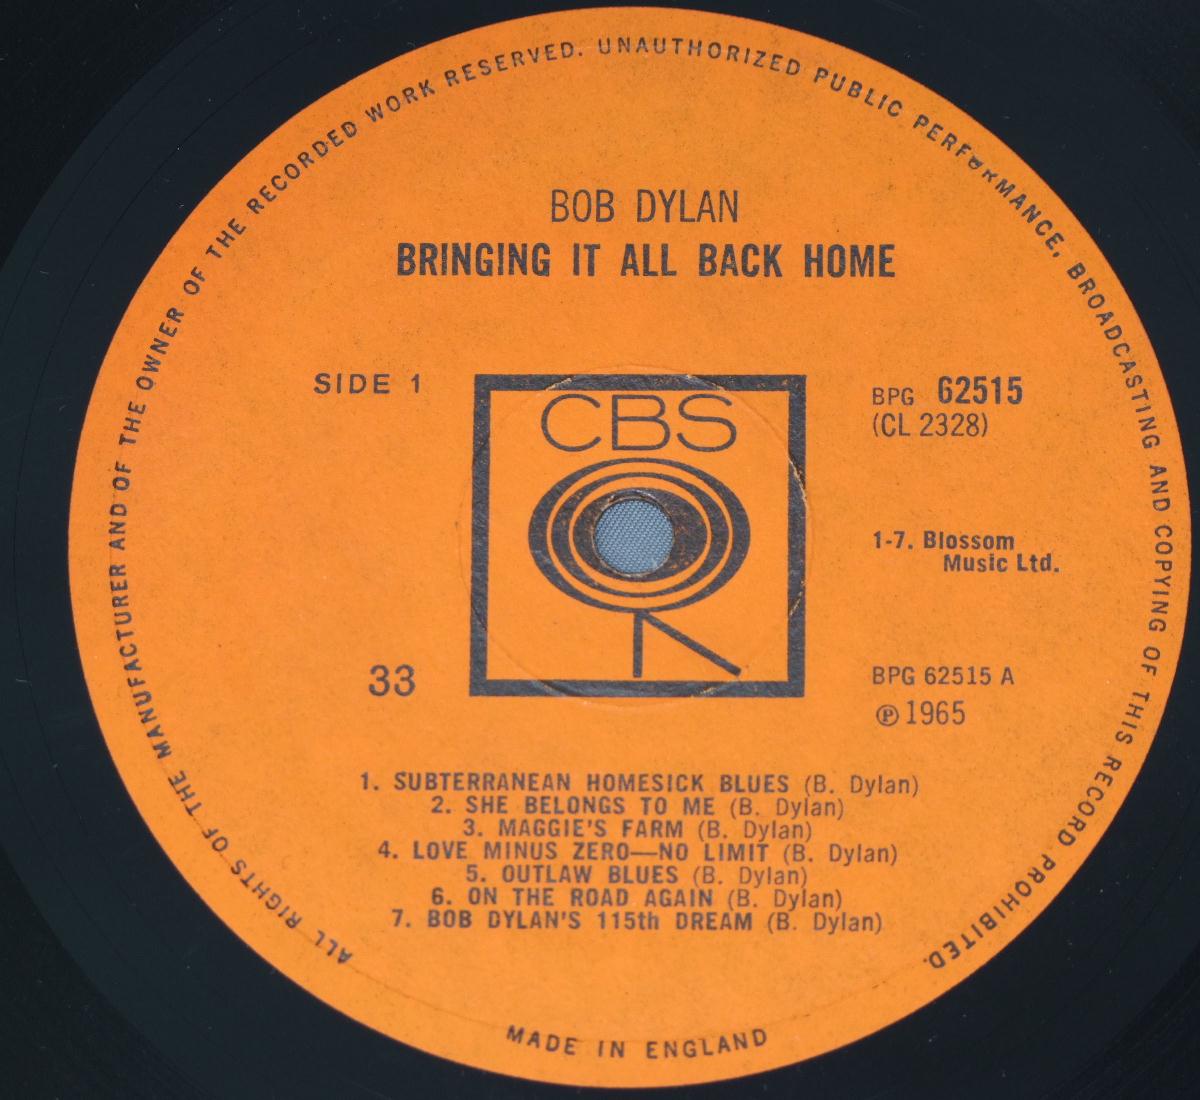 ALL RIGHTS OF THE MANUFACTURER AND OF THE OWNER OF THE RECORDED WORK RESERVED. UNAUTHORIZED PUBLIC PERFORMANCE, BROADCASTING AND COPYING OF THIS RECORD PROHIBITED.
BOB DYLAN
BRINGING IT ALL BACK HOME
SIDE 1
CBS
BPG 62515
(CL 2328)
1-7. Blossom
Music Ltd.
33
BPG 62515 A
℗ 1965
1. SUBTERRANEAN HOMESICK BLUES (B. Dylan)
2. SHE BELONGS TO ME (B. Dylan)
3. MAGGIE'S FARM (B. Dylan)
4. LOVE MINUS ZERO—NO LIMIT (B. Dylan)
5. OUTLAW BLUES (B. Dylan)
6. ON THE ROAD AGAIN (B. Dylan)
7. BOB DYLAN'S 115th DREAM (B. Dylan)
MADE IN ENGLAND